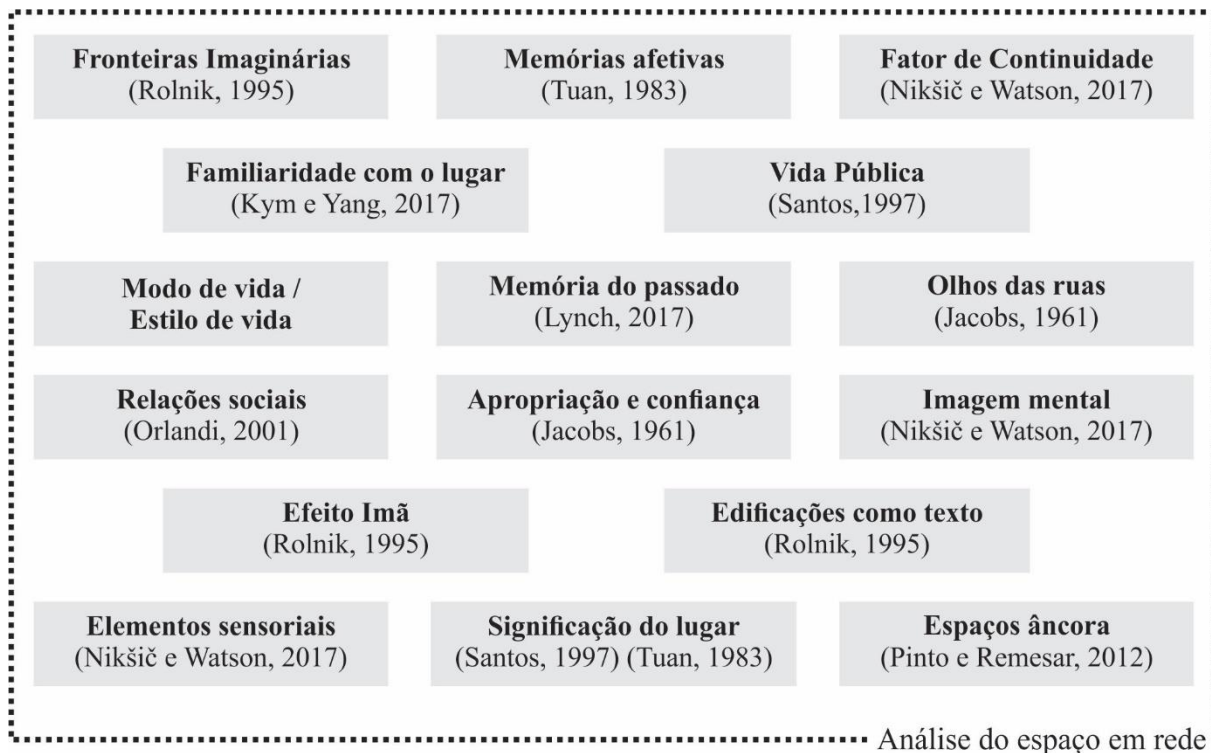 Fronteiras Imaginárias
(Rolnik, 1995)
Memórias afetivas
(Tuan, 1983)
Fator de Continuidade
(Nikšič e Watson, 2017)
Familiaridade com o lugar
(Kym e Yang, 2017)
Vida Pública
(Santos,1997)
Modo de vida /
Estilo de vida
Memória do passado
(Lynch, 2017)
Olhos das ruas
(Jacobs, 1961)
Relações sociais
(Orlandi, 2001)
Apropriação e confiança
(Jacobs, 1961)
Imagem mental
(Nikšič e Watson, 2017)
Efeito Imã
(Rolnik, 1995)
Edificações como texto
(Rolnik, 1995)
Elementos sensoriais
(Nikšič e Watson, 2017)
Significação do lugar
(Santos, 1997) (Tuan, 1983)
Espaços âncora
(Pinto e Remesar, 2012)
Análise do espaço em rede